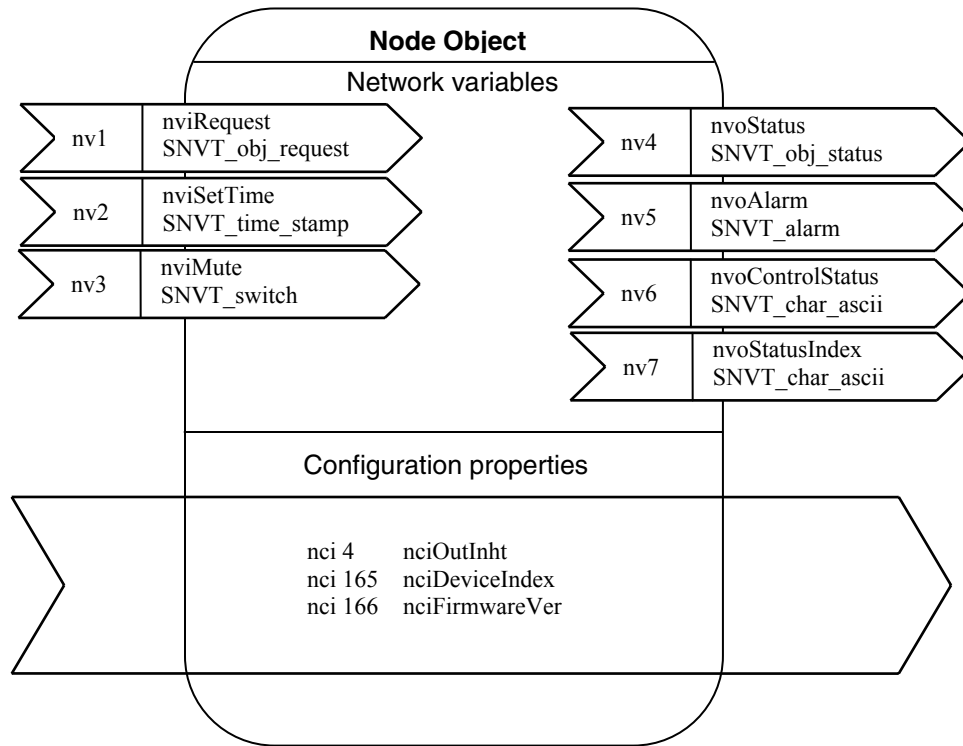 Node Object
Network variables
nv1
nviRequest
SNVT_obj_request
nv2
nviSetTime
SNVT_time_stamp
nv3
nviMute
SNVT_switch
nv4
nvoStatus
SNVT_obj_status
nv5
nvoAlarm
SNVT_alarm
nv6
nvoControlStatus
SNVT_char_ascii
nv7
nvoStatusIndex
SNVT_char_ascii
Configuration properties
nci 4 nciOutInht
nci 165 nciDeviceIndex
nci 166 nciFirmwareVer